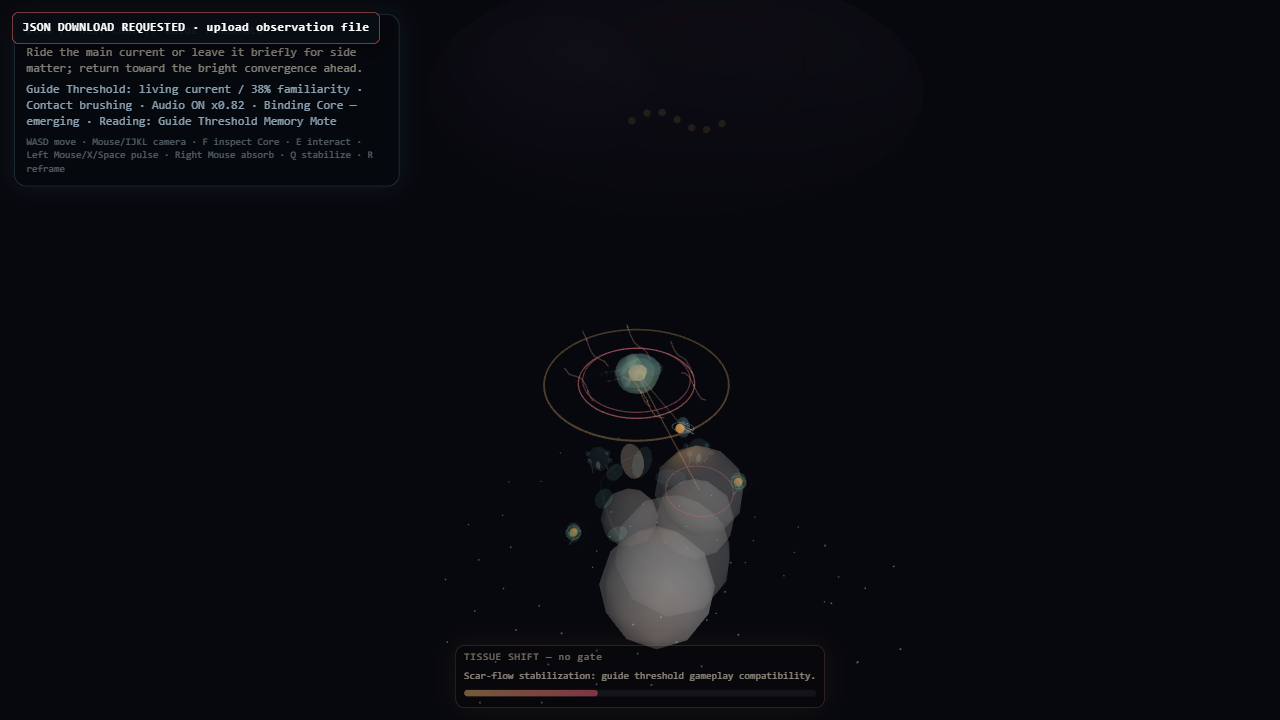 JSON DOWNLOAD REQUESTED · upload observation file
Ride the main current or leave it briefly for side
matter; return toward the bright convergence ahead.
Guide Threshold: living current / 38% familiarity ·
Contact brushing · Audio ON x0.82 · Binding Core —
emerging · Reading: Guide Threshold Memory Mote
WASD move · Mouse/IJKL camera · F inspect Core · E interact ·
Left Mouse/X/Space pulse · Right Mouse absorb · Q stabilize · R
reframe
TISSUE SHIFT — no gate
Scar-flow stabilization: guide threshold gameplay compatibility.